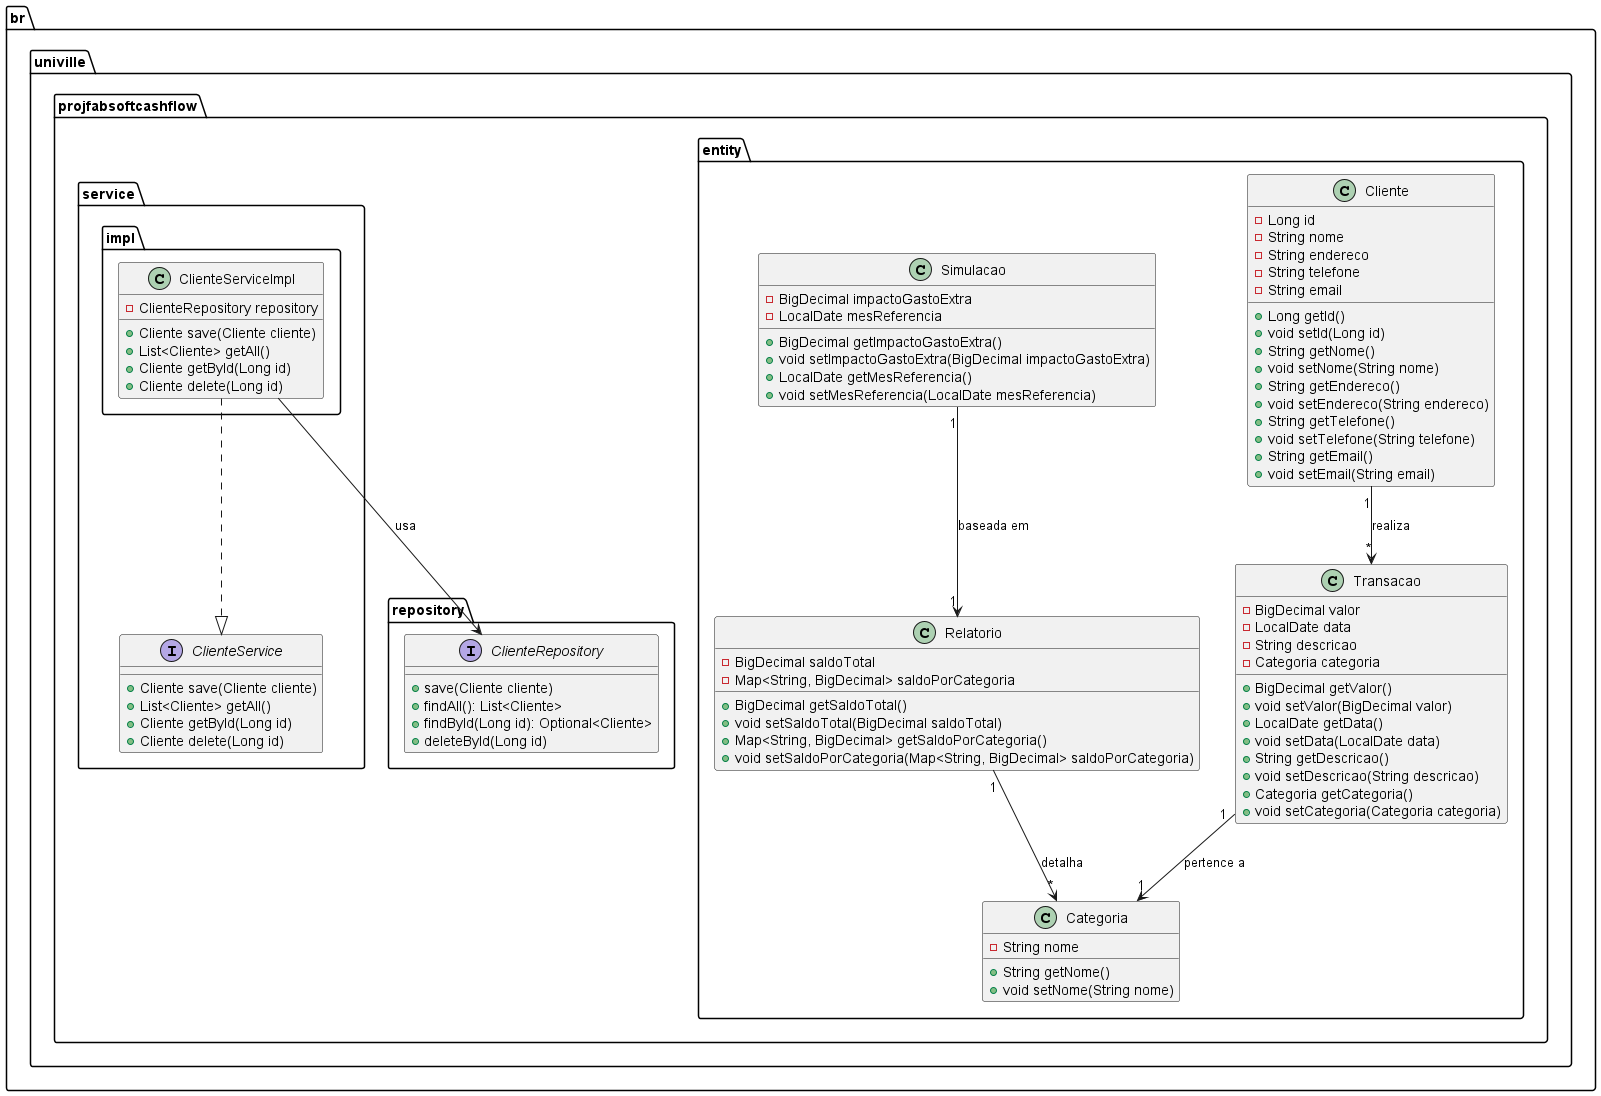 br
univille
projfabsoftcashflow
service
impl
ClienteServiceImpl
ClienteRepository repository
Cliente save(Cliente cliente)
List<Cliente> getAll()
Cliente getById(Long id)
Cliente delete(Long id)
usa
ClienteService
Cliente save(Cliente cliente)
List<Cliente> getAll()
Cliente getById(Long id)
Cliente delete(Long id)
repository
ClienteRepository
save(Cliente cliente)
findAll(): List<Cliente>
findById(Long id): Optional<Cliente>
deleteById(Long id)
entity
Simulacao
BigDecimal impactoGastoExtra
LocalDate mesReferencia
BigDecimal getImpactoGastoExtra()
void setImpactoGastoExtra(BigDecimal impactoGastoExtra)
LocalDate getMesReferencia()
void setMesReferencia(LocalDate mesReferencia)
1
baseada em
1
Cliente
Long id
String nome
String endereco
String telefone
String email
Long getId()
void setId(Long id)
String getNome()
void setNome(String nome)
String getEndereco()
void setEndereco(String endereco)
String getTelefone()
void setTelefone(String telefone)
String getEmail()
void setEmail(String email)
1
realiza
*
Relatorio
BigDecimal saldoTotal
Map<String, BigDecimal> saldoPorCategoria
BigDecimal getSaldoTotal()
void setSaldoTotal(BigDecimal saldoTotal)
Map<String, BigDecimal> getSaldoPorCategoria()
void setSaldoPorCategoria(Map<String, BigDecimal> saldoPorCategoria)
1
detalha
*
Transacao
BigDecimal valor
LocalDate data
String descricao
Categoria categoria
BigDecimal getValor()
void setValor(BigDecimal valor)
LocalDate getData()
void setData(LocalDate data)
String getDescricao()
void setDescricao(String descricao)
Categoria getCategoria()
void setCategoria(Categoria categoria)
1
pertence a
1
Categoria
String nome
String getNome()
void setNome(String nome)